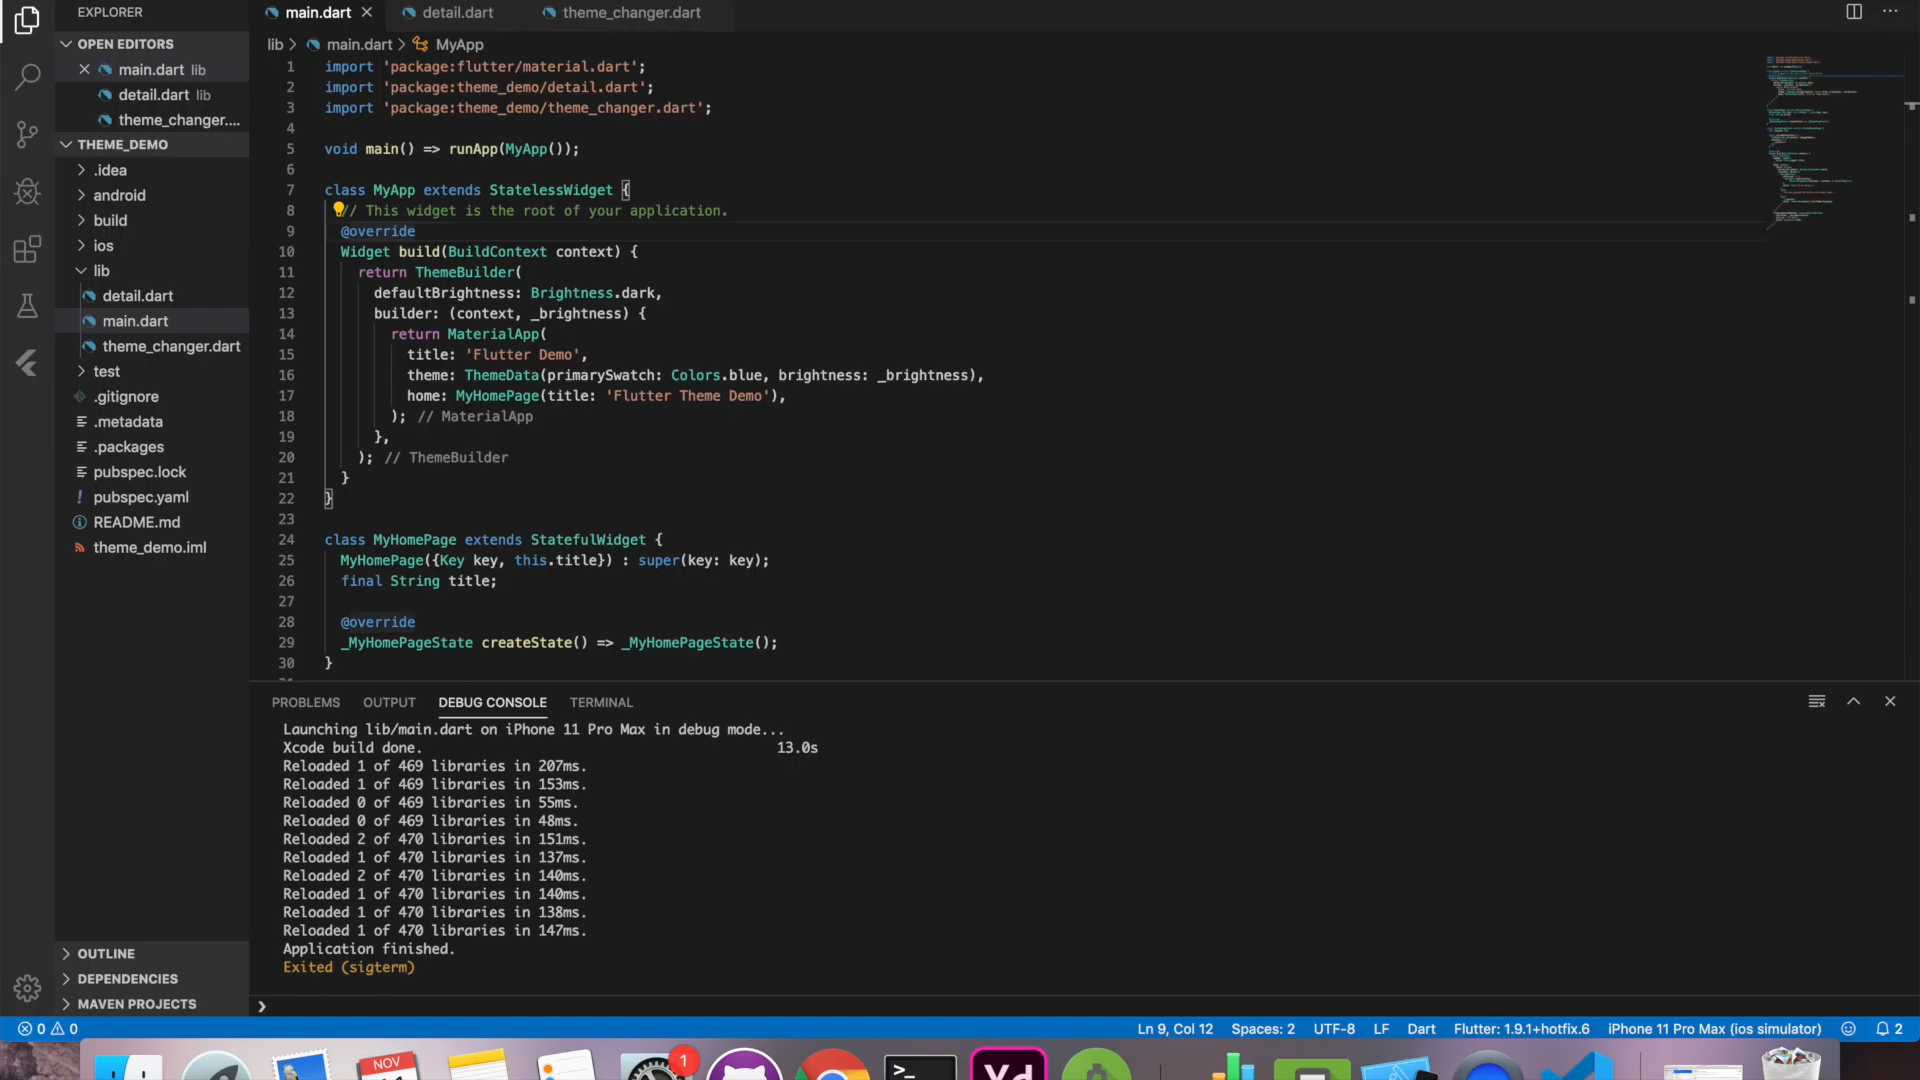 EXPLORER
OPEN EDITORS
main.dart lib
detail.dart lib
theme_changer....
THEME_DEMO
.idea
android
build
ios
lib
detail.dart
main.dart
theme_changer.dart
test
.gitignore
.metadata
.packages
pubspec.lock
pubspec.yaml
README.md
theme_demo.iml
OUTLINE
DEPENDENCIES
MAVEN PROJECTS
main.dart
detail.dart
theme_changer.dart
lib > main.dart > MyApp
1 import 'package:flutter/material.dart';
2 import 'package:theme_demo/detail.dart';
3 import 'package:theme_demo/theme_changer.dart';
4
5 void main() => runApp(MyApp());
6
7 class MyApp extends StatelessWidget {
8 // This widget is the root of your application.
9 @override
10 Widget build(BuildContext context) {
11 return ThemeBuilder(
12 defaultBrightness: Brightness.dark,
13 builder: (context, _brightness) {
14 return MaterialApp(
15 title: 'Flutter Demo',
16 theme: ThemeData(primarySwatch: Colors.blue, brightness: _brightness),
17 home: MyHomePage(title: 'Flutter Theme Demo'),
18 ); // MaterialApp
19 },
20 ); // ThemeBuilder
21 }
22 }
23
24 class MyHomePage extends StatefulWidget {
25 MyHomePage({Key key, this.title}) : super(key: key);
26 final String title;
27
28 @override
29 _MyHomePageState createState() => _MyHomePageState();
30 }
PROBLEMS OUTPUT DEBUG CONSOLE TERMINAL
Launching lib/main.dart on iPhone 11 Pro Max in debug mode...
Xcode build done. 13.0s
Reloaded 1 of 469 libraries in 207ms.
Reloaded 1 of 469 libraries in 153ms.
Reloaded 0 of 469 libraries in 55ms.
Reloaded 0 of 469 libraries in 48ms.
Reloaded 2 of 470 libraries in 151ms.
Reloaded 1 of 470 libraries in 137ms.
Reloaded 2 of 470 libraries in 140ms.
Reloaded 1 of 470 libraries in 140ms.
Reloaded 1 of 470 libraries in 138ms.
Reloaded 1 of 470 libraries in 147ms.
Application finished.
Exited (sigterm)
0 0 Ln 9, Col 12 Spaces: 2 UTF-8 LF Dart Flutter: 1.9.1+hotfix.6 iPhone 11 Pro Max (ios simulator) 2
NOV
1
>_
Xd